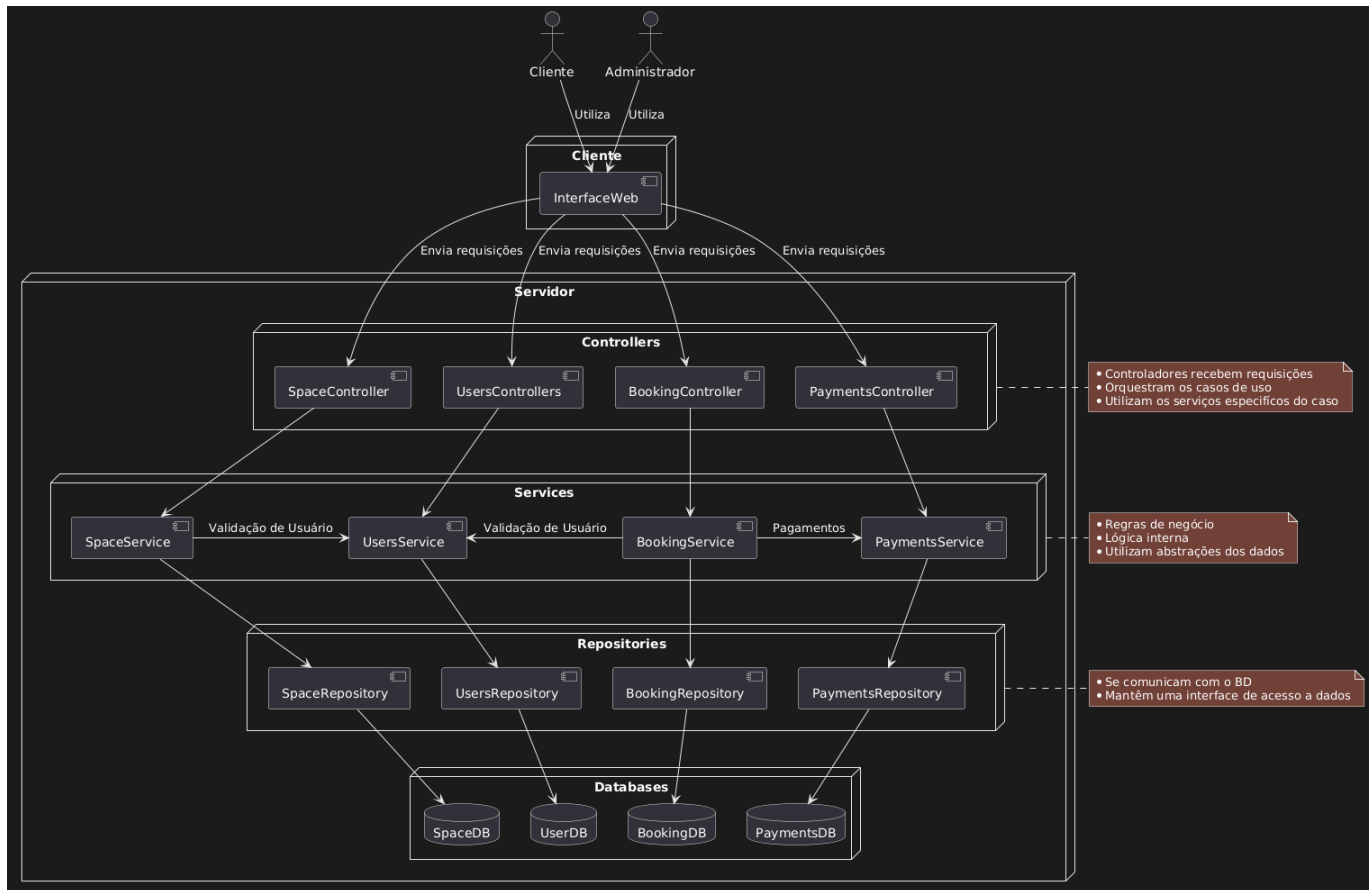 Cliente
Administrador
Utiliza
Utiliza
Cliente
InterfaceWeb
Envia requisições
Envia requisições
Envia requisições
Envia requisições
Servidor
Controllers
SpaceController
UsersControllers
BookingController
PaymentsController
• Controladores recebem requisições
• Orquestram os casos de uso
• Utilizam os serviços especifícos do caso
Services
SpaceService
Validação de Usuário
UsersService
Validação de Usuário
BookingService
Pagamentos
PaymentsService
• Regras de negócio
• Lógica interna
• Utilizam abstrações dos dados
Repositories
SpaceRepository
UsersRepository
BookingRepository
PaymentsRepository
• Se comunicam com o BD
• Mantêm uma interface de acesso a dados
Databases
SpaceDB
UserDB
BookingDB
PaymentsDB